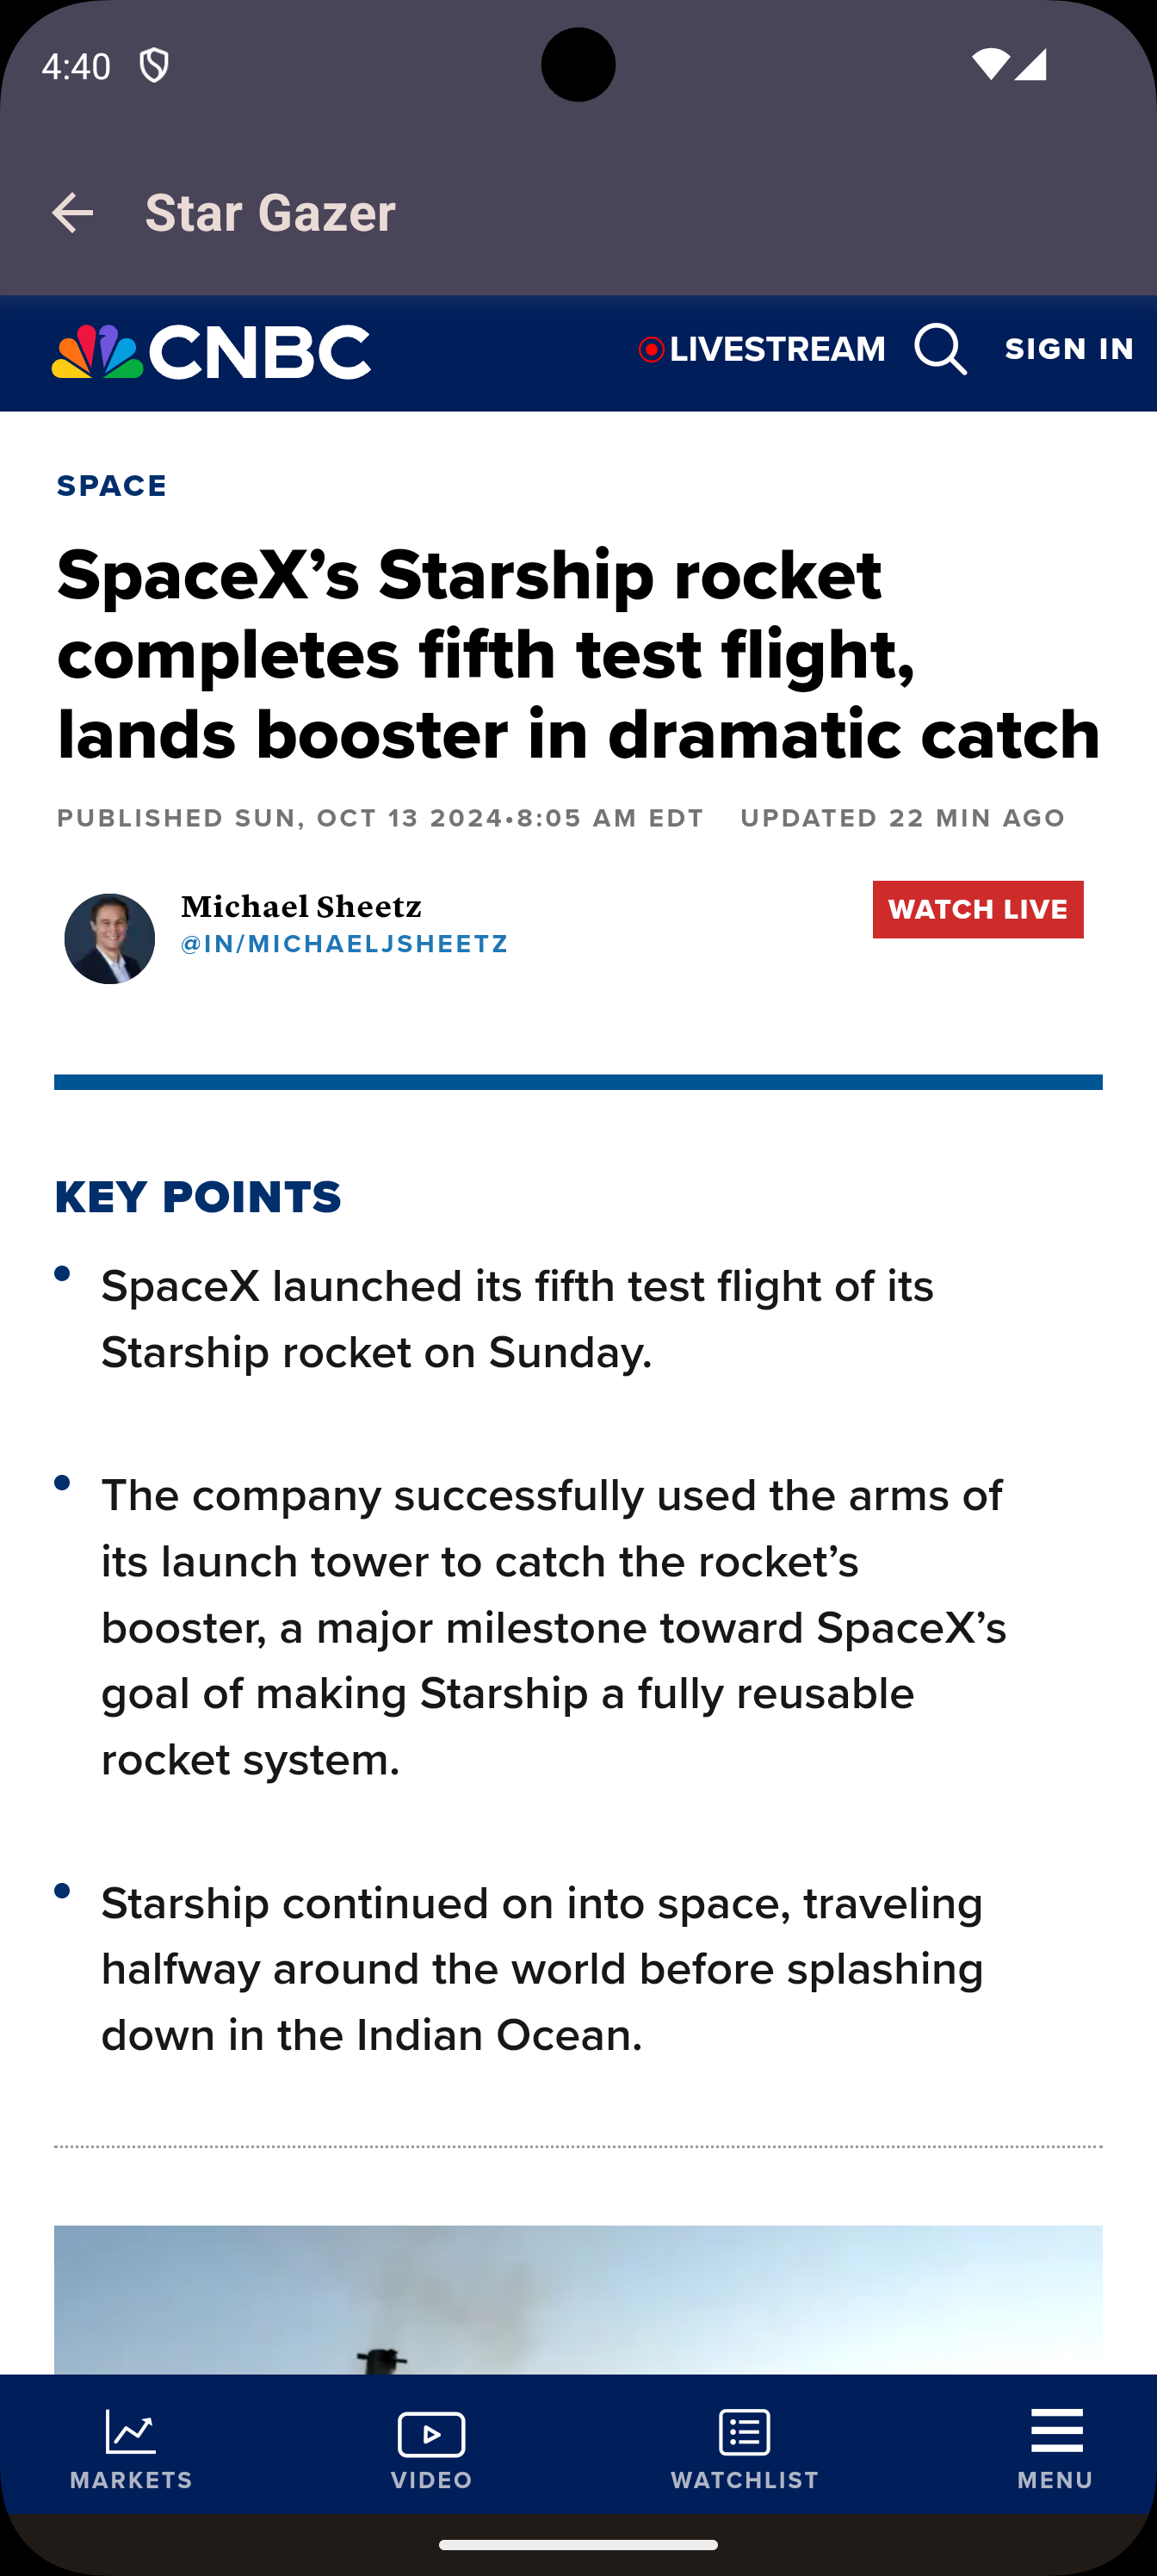 4:40
Star Gazer
CNBC
LIVESTREAM
SIGN IN
SPACE
SpaceX’s Starship rocket
completes fifth test flight,
lands booster in dramatic catch
PUBLISHED SUN, OCT 13 2024•8:05 AM EDT UPDATED 22 MIN AGO
Michael Sheetz
@IN/MICHAELJSHEETZ
WATCH LIVE
KEY POINTS
SpaceX launched its fifth test flight of its
Starship rocket on Sunday.
The company successfully used the arms of
its launch tower to catch the rocket’s
booster, a major milestone toward SpaceX’s
goal of making Starship a fully reusable
rocket system.
Starship continued on into space, traveling
halfway around the world before splashing
down in the Indian Ocean.
MARKETS
VIDEO
WATCHLIST
MENU